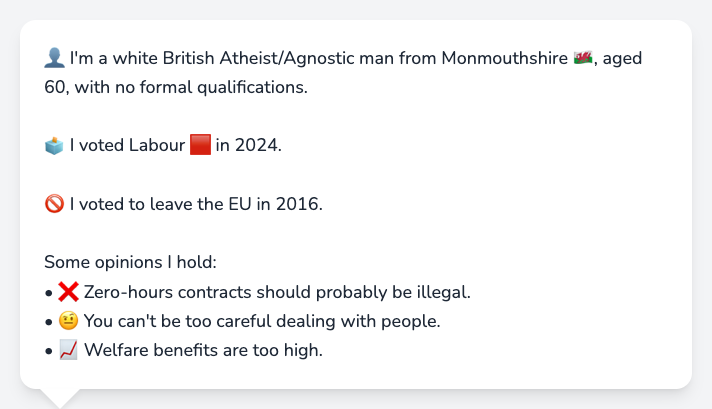 👤 I'm a white British Atheist/Agnostic man from Monmouthshire 🏴󠁧󠁢󠁷󠁬󠁳󠁿, aged
60, with no formal qualifications.
🗳️ I voted Labour 🟥 in 2024.
🚫 I voted to leave the EU in 2016.
Some opinions I hold:
• ❌ Zero-hours contracts should probably be illegal.
• 🤨 You can't be too careful dealing with people.
• 📈 Welfare benefits are too high.